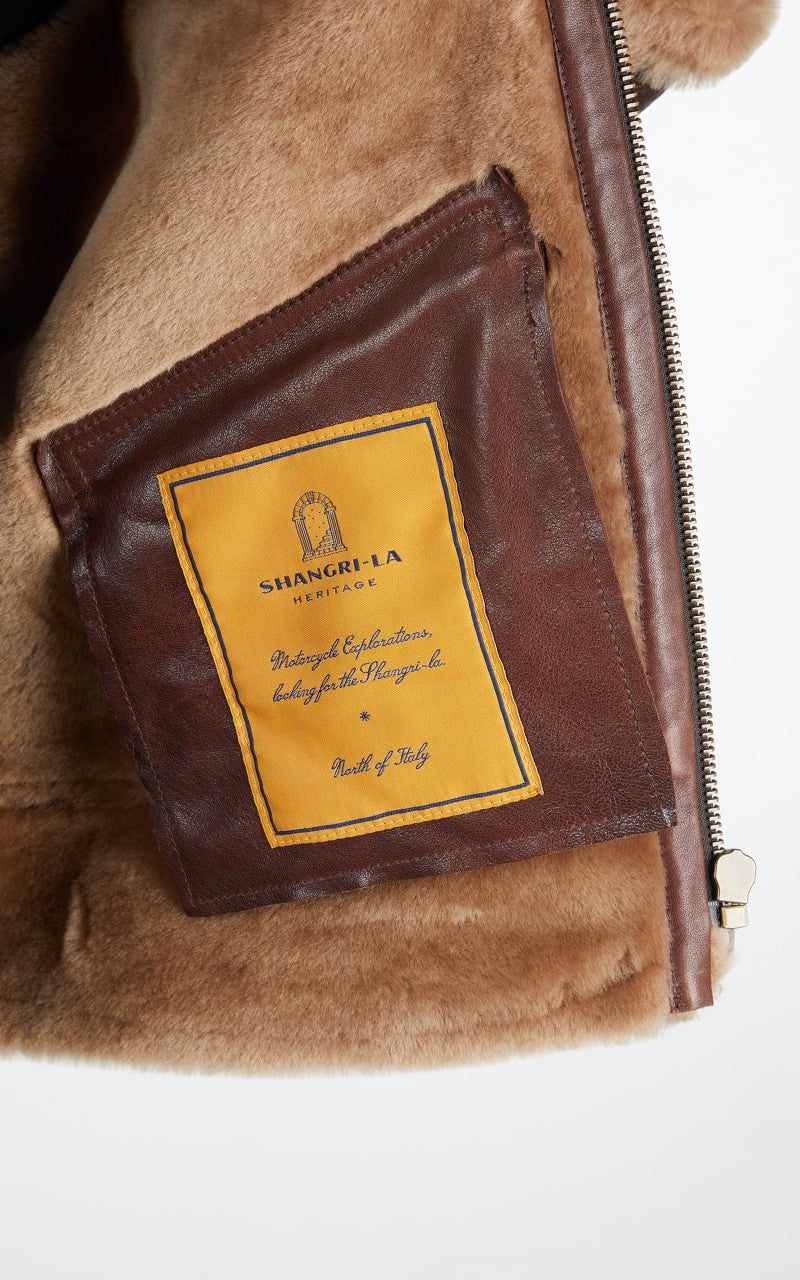 SHANGRI-LA
HERITAGE
Motorcycle Explorations,
looking for the Shangri-la.
*
North of Italy